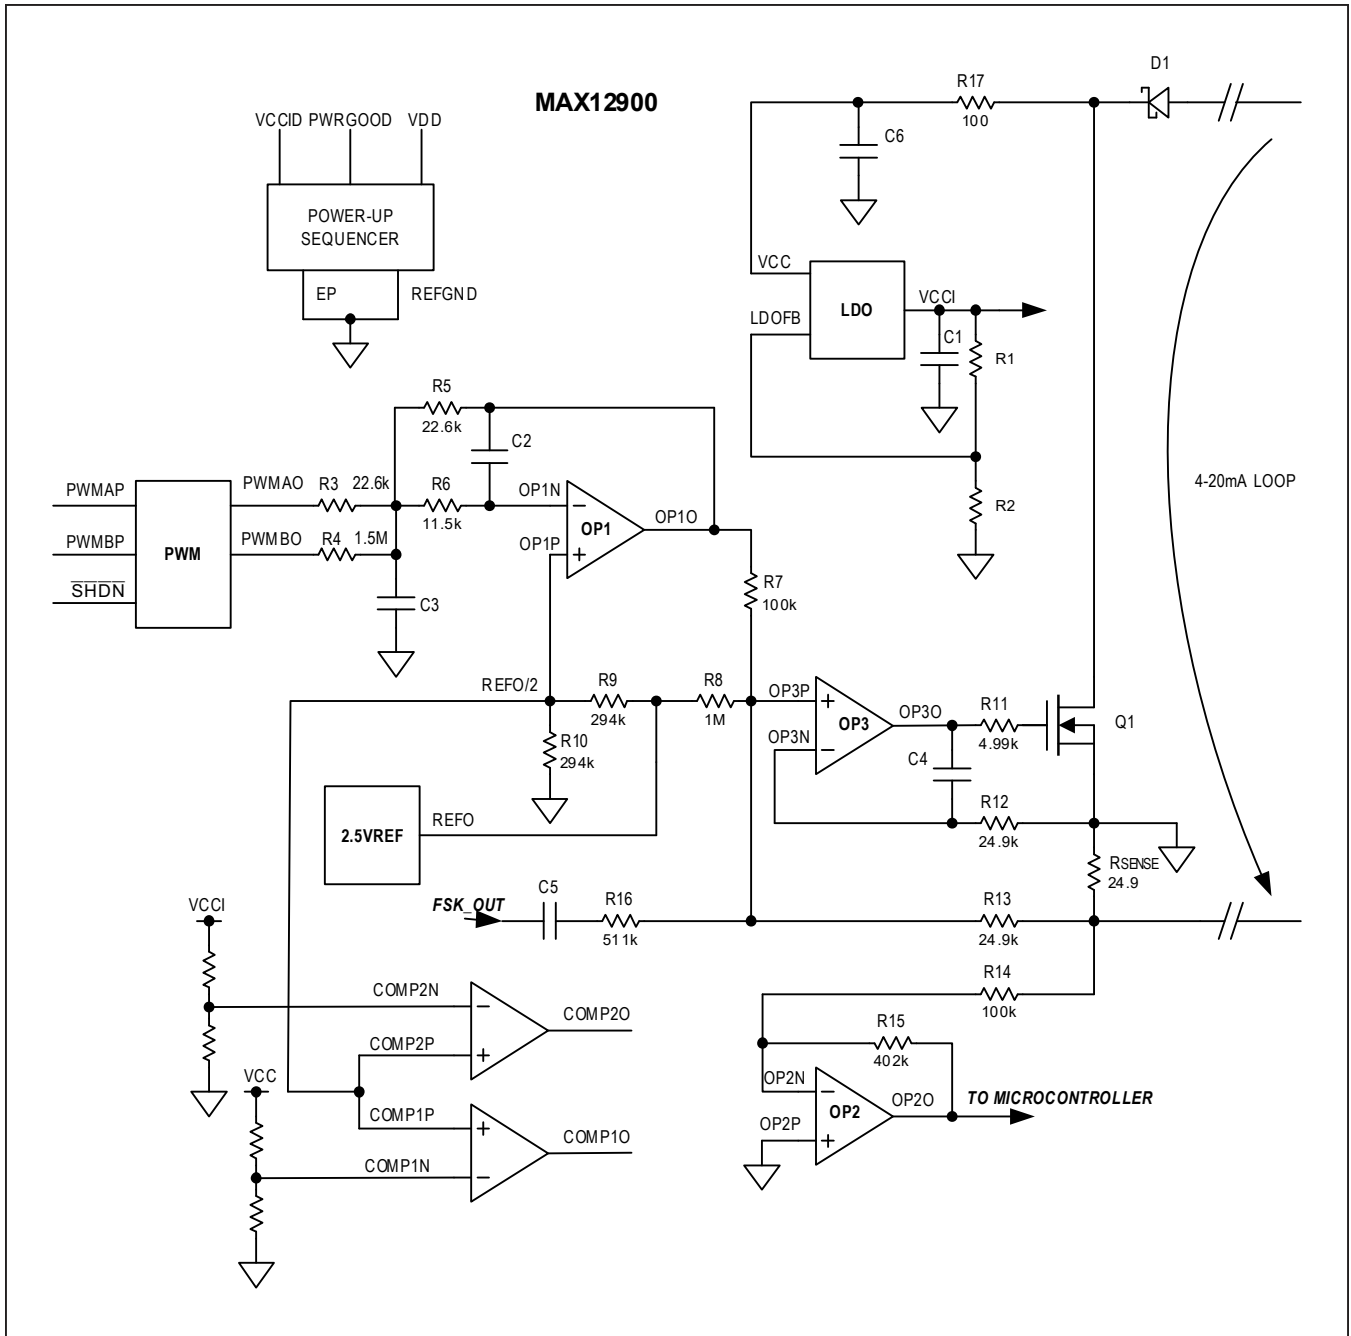 D1
MAX12900
R17
100
C6
VCCID PWRGOOD VDD
POWER-UP
SEQUENCER
EP
REFGND
VCC
LDOFB
LDO
VCCI
C1
R1
R2
4-20mA LOOP
R5
22.6k
C2
PWMAP
PWMBP
SHDN
PWM
PWMAO
PWMBO
R3 22.6k
R4 1.5M
R6
11.5k
C3
OP1N
OP1P
OP1
OP1O
R7
100k
REFO/2
R9
294k
R8
1M
R10
294k
OP3P
OP3N
OP3
OP3O
R11
4.99k
Q1
C4
R12
24.9k
RSENSE
24.9
2.5VREF
REFO
FSK_OUT
C5
R16
511k
R13
24.9k
R14
100k
R15
402k
VCCI
COMP2N
COMP2P
COMP2O
VCC
COMP1P
COMP1N
COMP1O
OP2N
OP2P
OP2
OP2O
TO MICROCONTROLLER